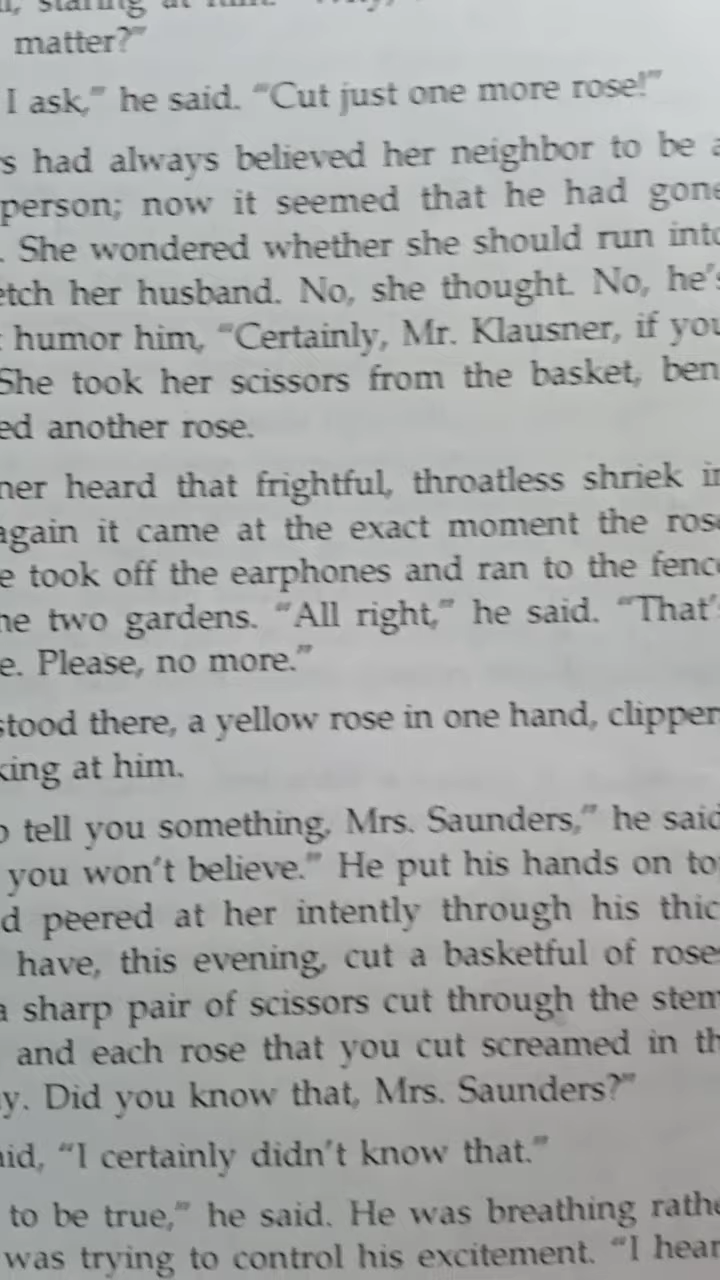 matter?”
I ask,” he said. “Cut just one more rose!”
s had always believed her neighbor to be a
person; now it seemed that he had gone
. She wondered whether she should run into
etch her husband. No, she thought. No, he’s
humor him, “Certainly, Mr. Klausner, if you
She took her scissors from the basket, ben
ed another rose.
ner heard that frightful, throatless shriek in
again it came at the exact moment the rose
e took off the earphones and ran to the fence
he two gardens. “All right,” he said. “That’s
e. Please, no more.”
stood there, a yellow rose in one hand, clipper
king at him.
o tell you something, Mrs. Saunders,” he said
you won’t believe.” He put his hands on to
d peered at her intently through his thic
have, this evening, cut a basketful of rose
a sharp pair of scissors cut through the stem
and each rose that you cut screamed in th
y. Did you know that, Mrs. Saunders?”
aid, “I certainly didn’t know that.”
to be true,” he said. He was breathing rathe
was trying to control his excitement. “I hear